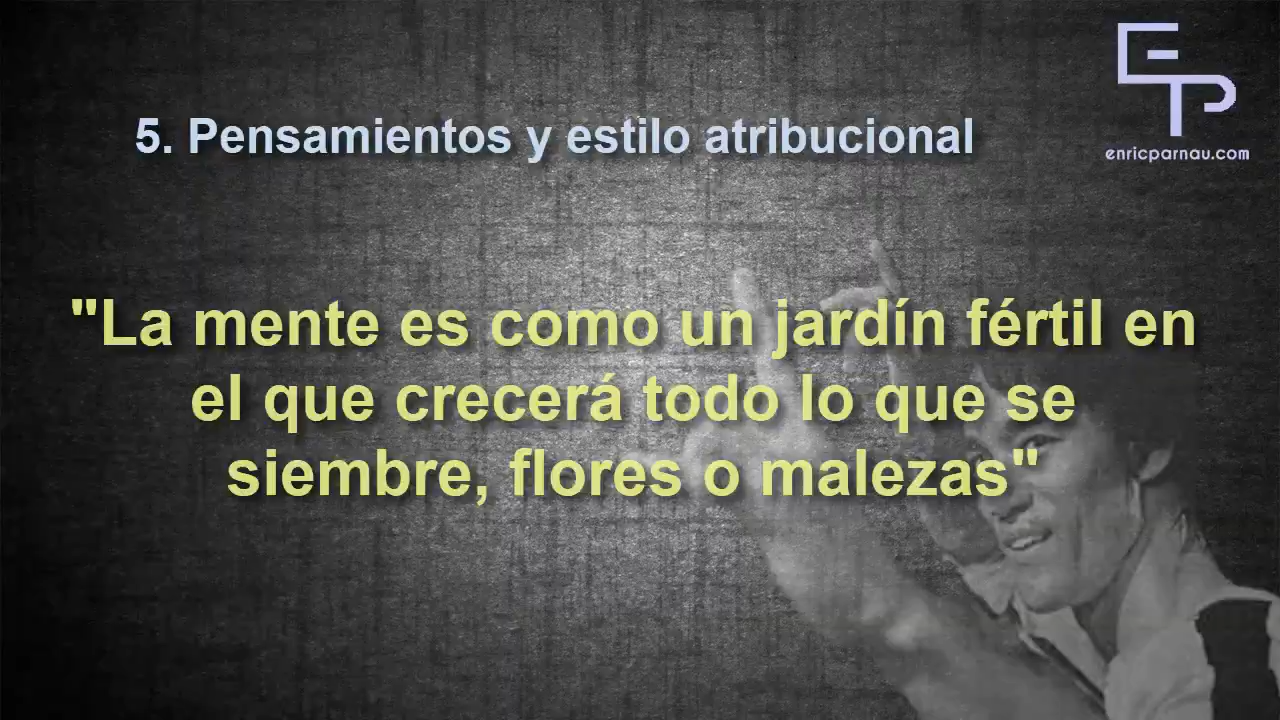 EP
enricparnau.com
5. Pensamientos y estilo atribucional
"La mente es como un jardín fértil en
el que crecerá todo lo que se
siembre, flores o malezas"